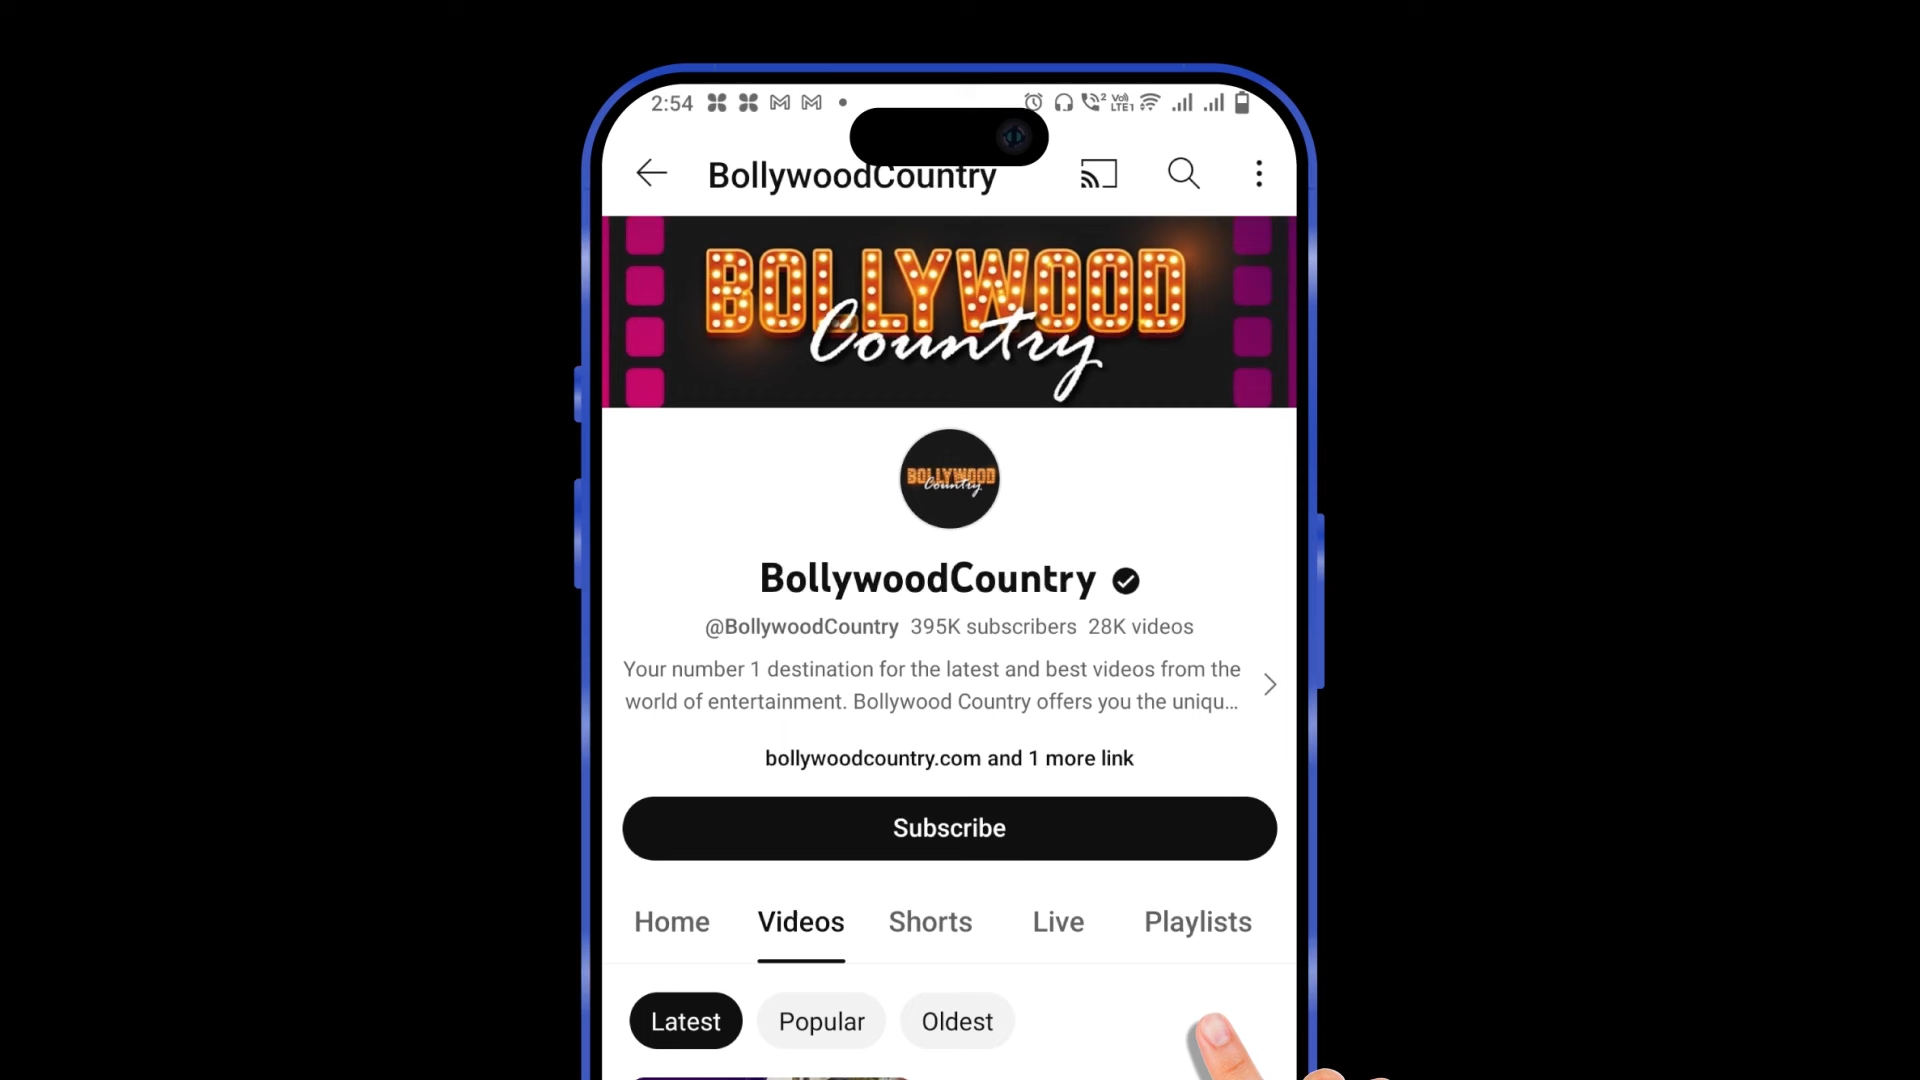 2:54
VoI) LTE1
BollywoodCountry
BOLLYWOOD
Country
BOLLYWOOD
Country
BollywoodCountry
@BollywoodCountry 395K subscribers 28K videos
Your number 1 destination for the latest and best videos from the
world of entertainment. Bollywood Country offers you the uniqu...
bollywoodcountry.com and 1 more link
Subscribe
Home Videos Shorts Live Playlists
Latest Popular Oldest